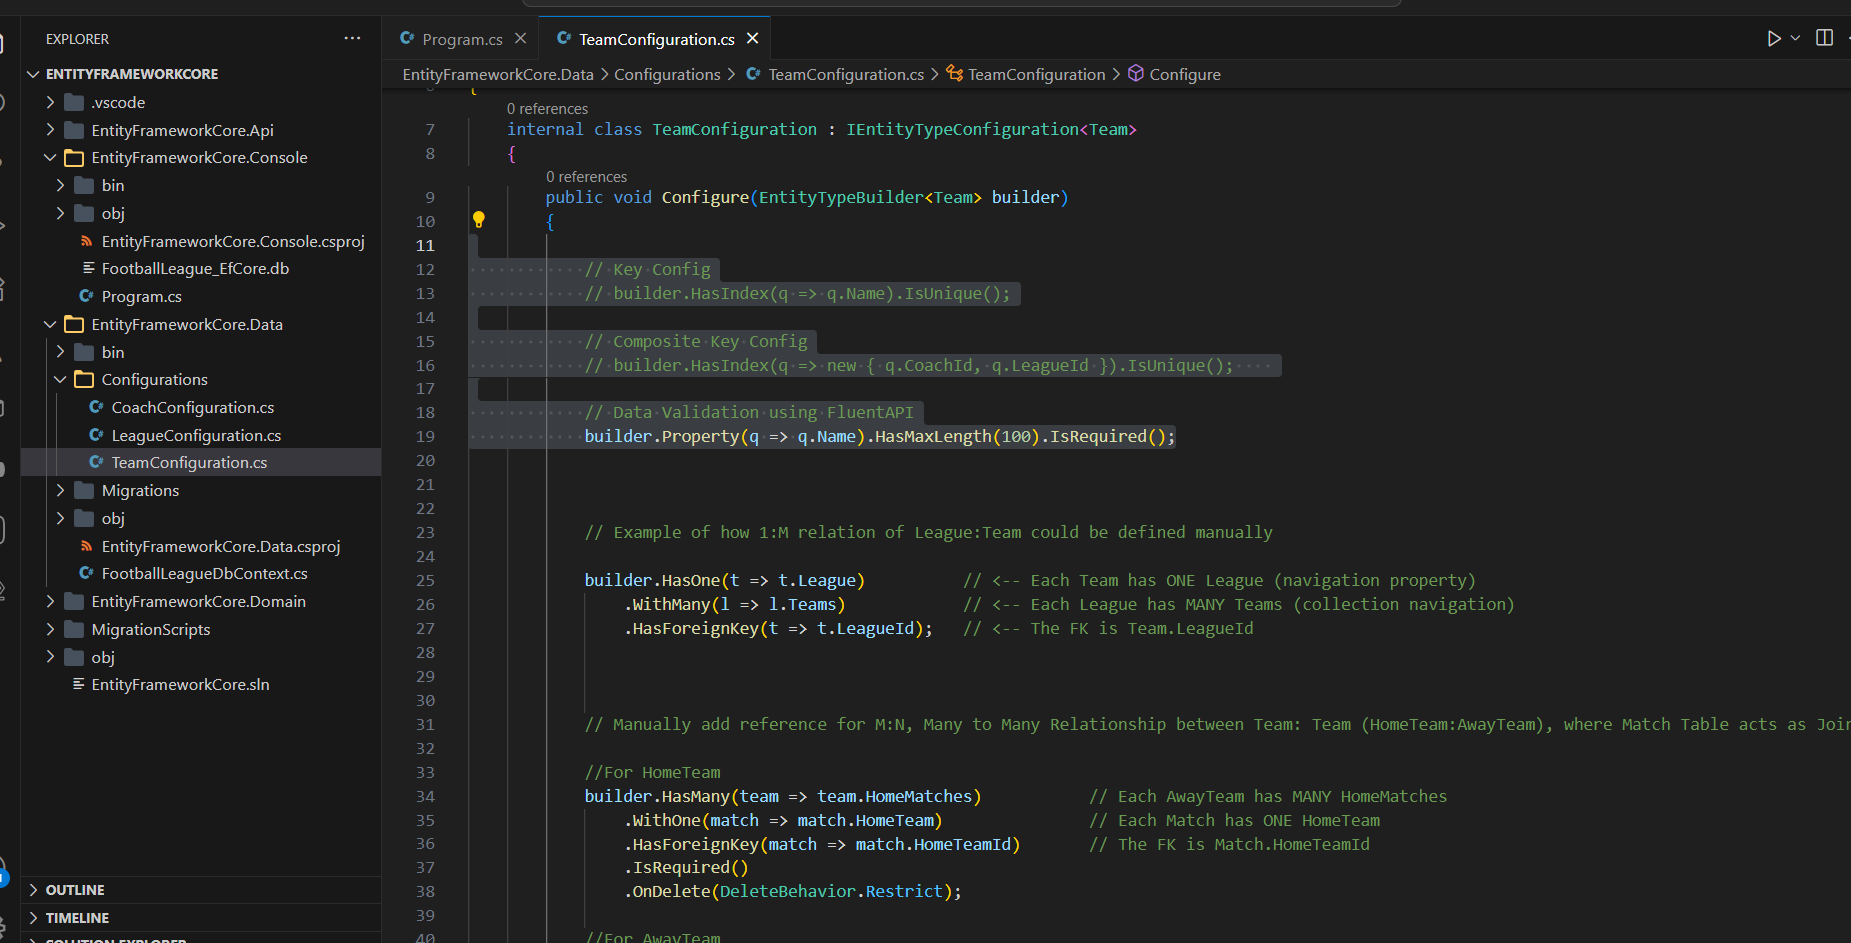 EXPLORER
ENTITYFRAMEWORKCORE
.vscode
EntityFrameworkCore.Api
EntityFrameworkCore.Console
bin
obj
EntityFrameworkCore.Console.csproj
FootballLeague_EfCore.db
Program.cs
EntityFrameworkCore.Data
bin
Configurations
CoachConfiguration.cs
LeagueConfiguration.cs
TeamConfiguration.cs
Migrations
obj
EntityFrameworkCore.Data.csproj
FootballLeagueDbContext.cs
EntityFrameworkCore.Domain
MigrationScripts
obj
EntityFrameworkCore.sln
OUTLINE
TIMELINE
SOLUTION EXPLORER
Program.cs
TeamConfiguration.cs
EntityFrameworkCore.Data > Configurations > TeamConfiguration.cs > TeamConfiguration > Configure
0 references
7 internal class TeamConfiguration : IEntityTypeConfiguration<Team>
8 {
0 references
9 public void Configure(EntityTypeBuilder<Team> builder)
10 {
11
12 // Key Config
13 // builder.HasIndex(q => q.Name).IsUnique();
14
15 // Composite Key Config
16 // builder.HasIndex(q => new { q.CoachId, q.LeagueId }).IsUnique();
17
18 // Data Validation using FluentAPI
19 builder.Property(q => q.Name).HasMaxLength(100).IsRequired();
20
21
22
23 // Example of how 1:M relation of League:Team could be defined manually
24
25 builder.HasOne(t => t.League) // <-- Each Team has ONE League (navigation property)
26 .WithMany(l => l.Teams) // <-- Each League has MANY Teams (collection navigation)
27 .HasForeignKey(t => t.LeagueId); // <-- The FK is Team.LeagueId
28
29
30
31 // Manually add reference for M:N, Many to Many Relationship between Team: Team (HomeTeam:AwayTeam), where Match Table acts as
32
33 //For HomeTeam
34 builder.HasMany(team => team.HomeMatches) // Each AwayTeam has MANY HomeMatches
35 .WithOne(match => match.HomeTeam) // Each Match has ONE HomeTeam
36 .HasForeignKey(match => match.HomeTeamId) // The FK is Match.HomeTeamId
37 .IsRequired()
38 .OnDelete(DeleteBehavior.Restrict);
39
40 //For AwayTeam